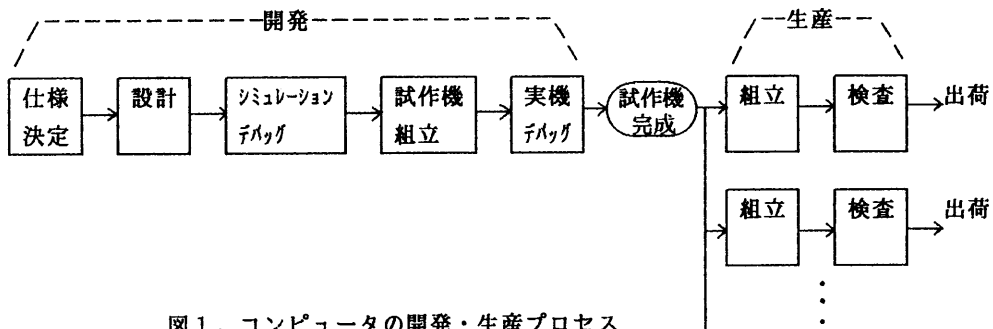 開発
生産
仕様
決定
設計
シミュレーション
デバッグ
試作機
組立
実機
デバッグ
試作機
完成
組立
検査
出荷
組立
検査
出荷
図1. コンピュータの開発・生産プロセス